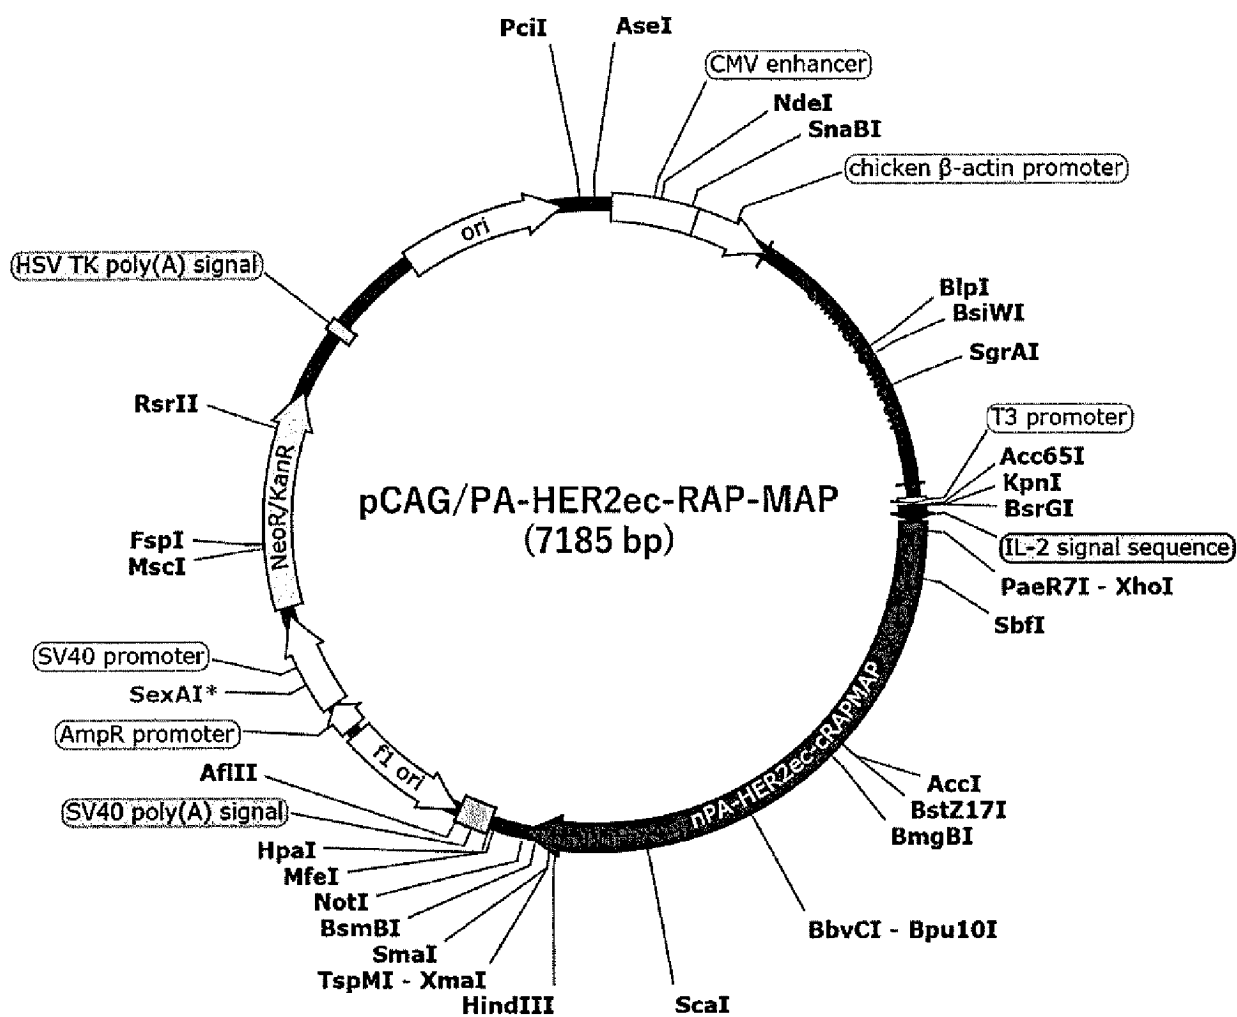 PciI
AseI
CMV enhancer
NdeI
SnaBI
chicken β-actin promoter
ori
HSV TK poly(A) signal
BlpI
BsiWI
SgrAI
RsrII
T3 promoter
Acc65I
KpnI
BsrGI
pCAG/PA-HER2ec-RAP-MAP
(7185 bp)
NeoR/KanR
FspI
MscI
IL-2 signal sequence
PaeR7I - XhoI
SbfI
SV40 promoter
SexAI*
AmpR promoter
nPA-HER2ec-cRAPMAP
f1 ori
AflII
SV40 poly(A) signal
AccI
BstZ17I
BmgBI
HpaI
MfeI
NotI
BsmBI
SmaI
TspMI - XmaI
HindIII
BbvCI - Bpu10I
ScaI